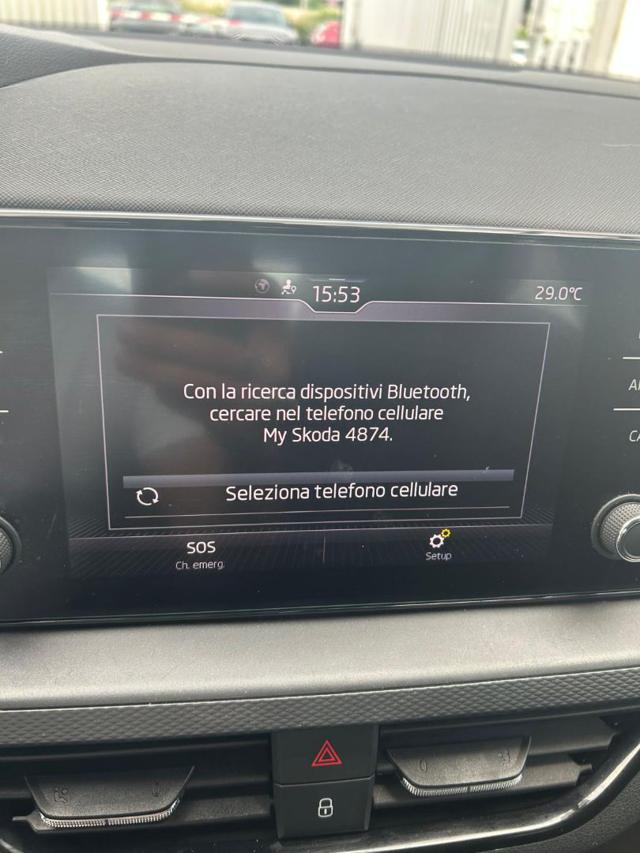 15:53
29.0°C
Con la ricerca dispositivi Bluetooth,
cercare nel telefono cellulare
My Skoda 4874.
Seleziona telefono cellulare
SOS
Ch. emerg.
Setup